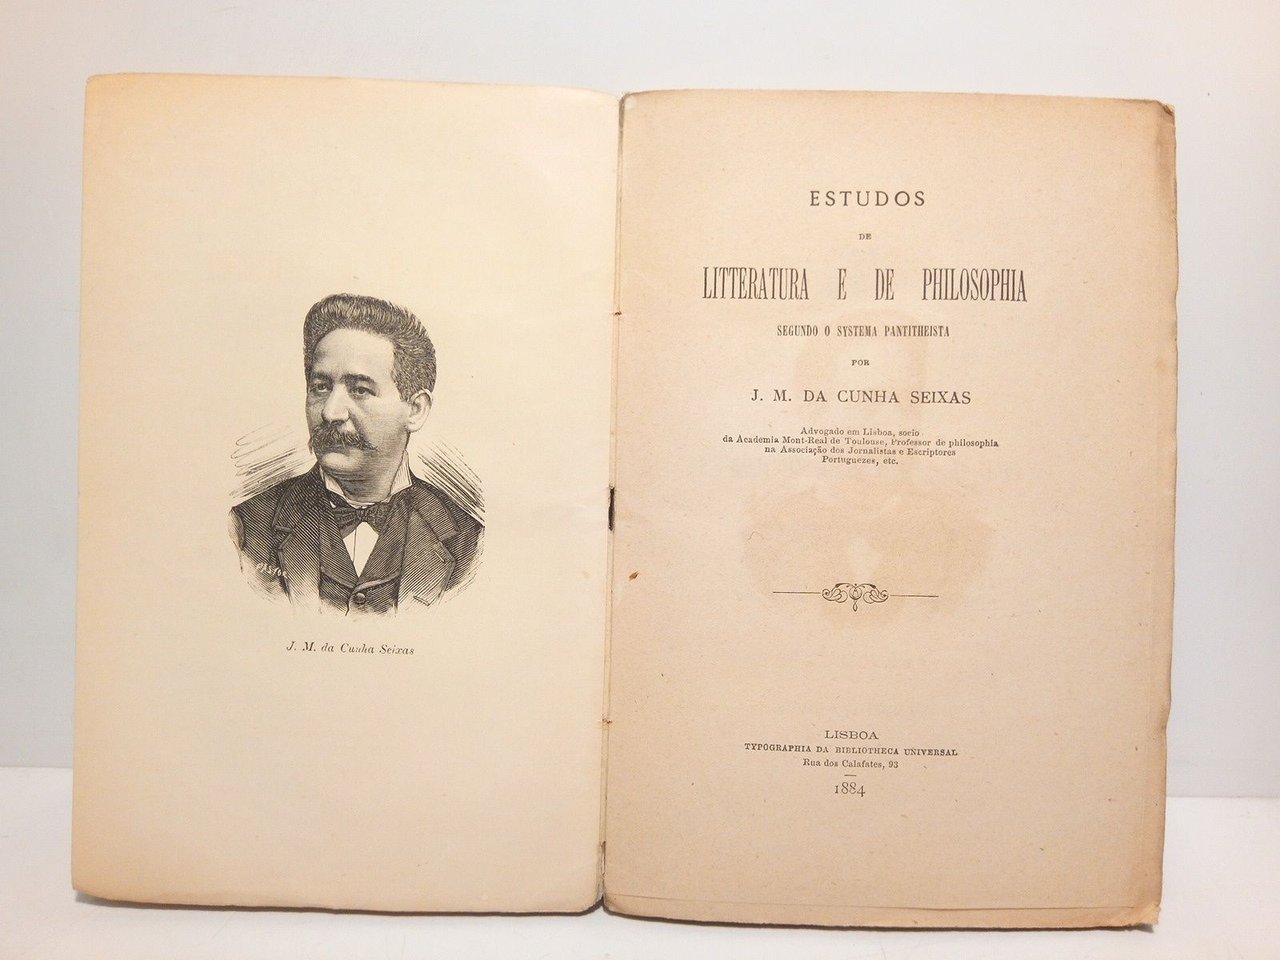 PASTOR
J. M. da Cunha Seixas
ESTUDOS
DE
LITTERATURA E DE PHILOSOPHIA
SEGUNDO O SYSTEMA PANTITHEISTA
POR
J. M. DA CUNHA SEIXAS
Advogado em Lisboa, socio
da Academia Mont-Real de Toulouse, Professor de philosophia
na Associação dos Jornalistas e Escriptores
Portuguezes, etc.
LISBOA
TYPOGRAPHIA DA BIBLIOTHECA UNIVERSAL
Rua dos Calafates, 93
1884